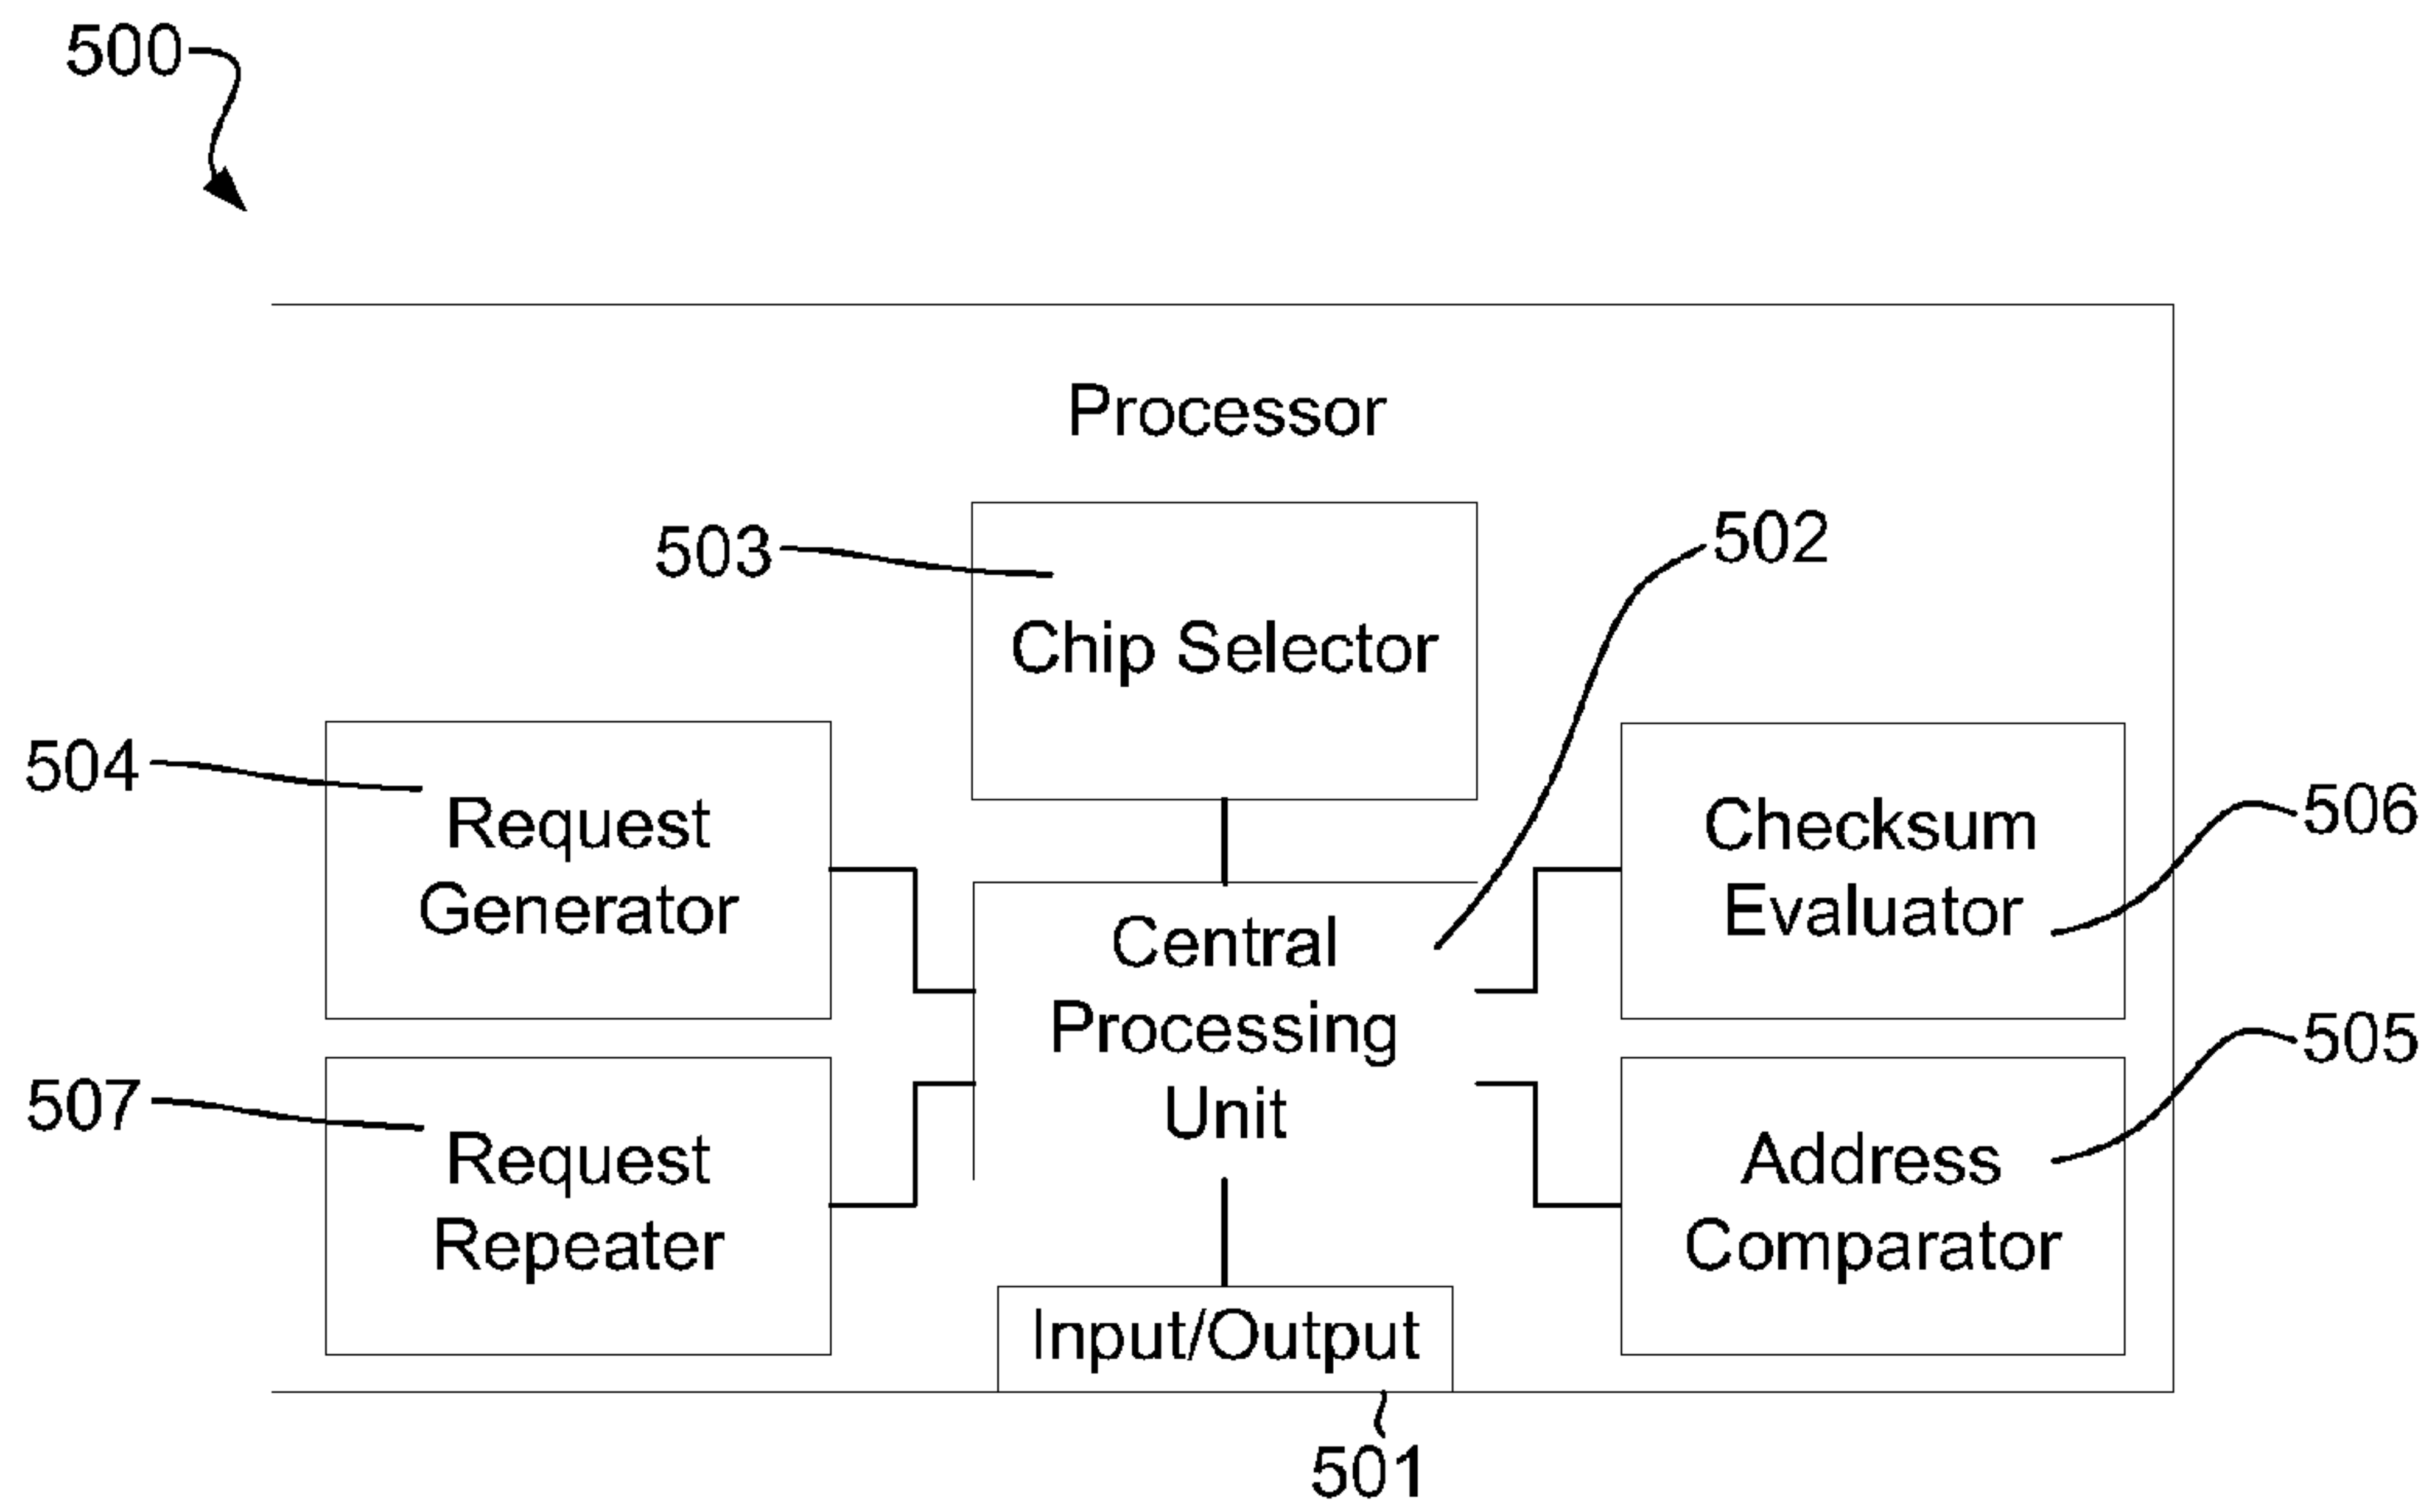 500
Processor
503
502
Chip Selector
504
Request
Generator
Checksum
Evaluator
506
Central
Processing
Unit
507
Request
Repeater
505
Address
Comparator
Input/Output
501